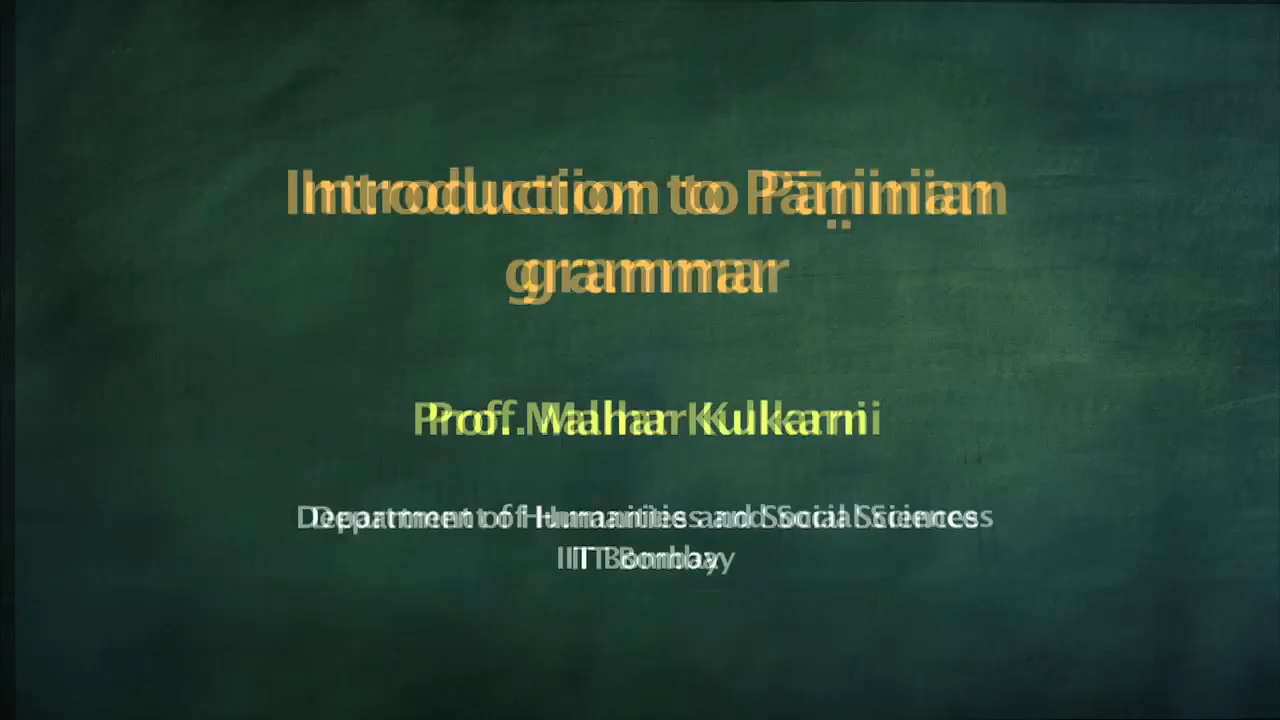 Introduction to Pāṇinian
grammar
Prof. Malhar Kulkarni
Department of Humanities and Social Sciences
IIT Bombay